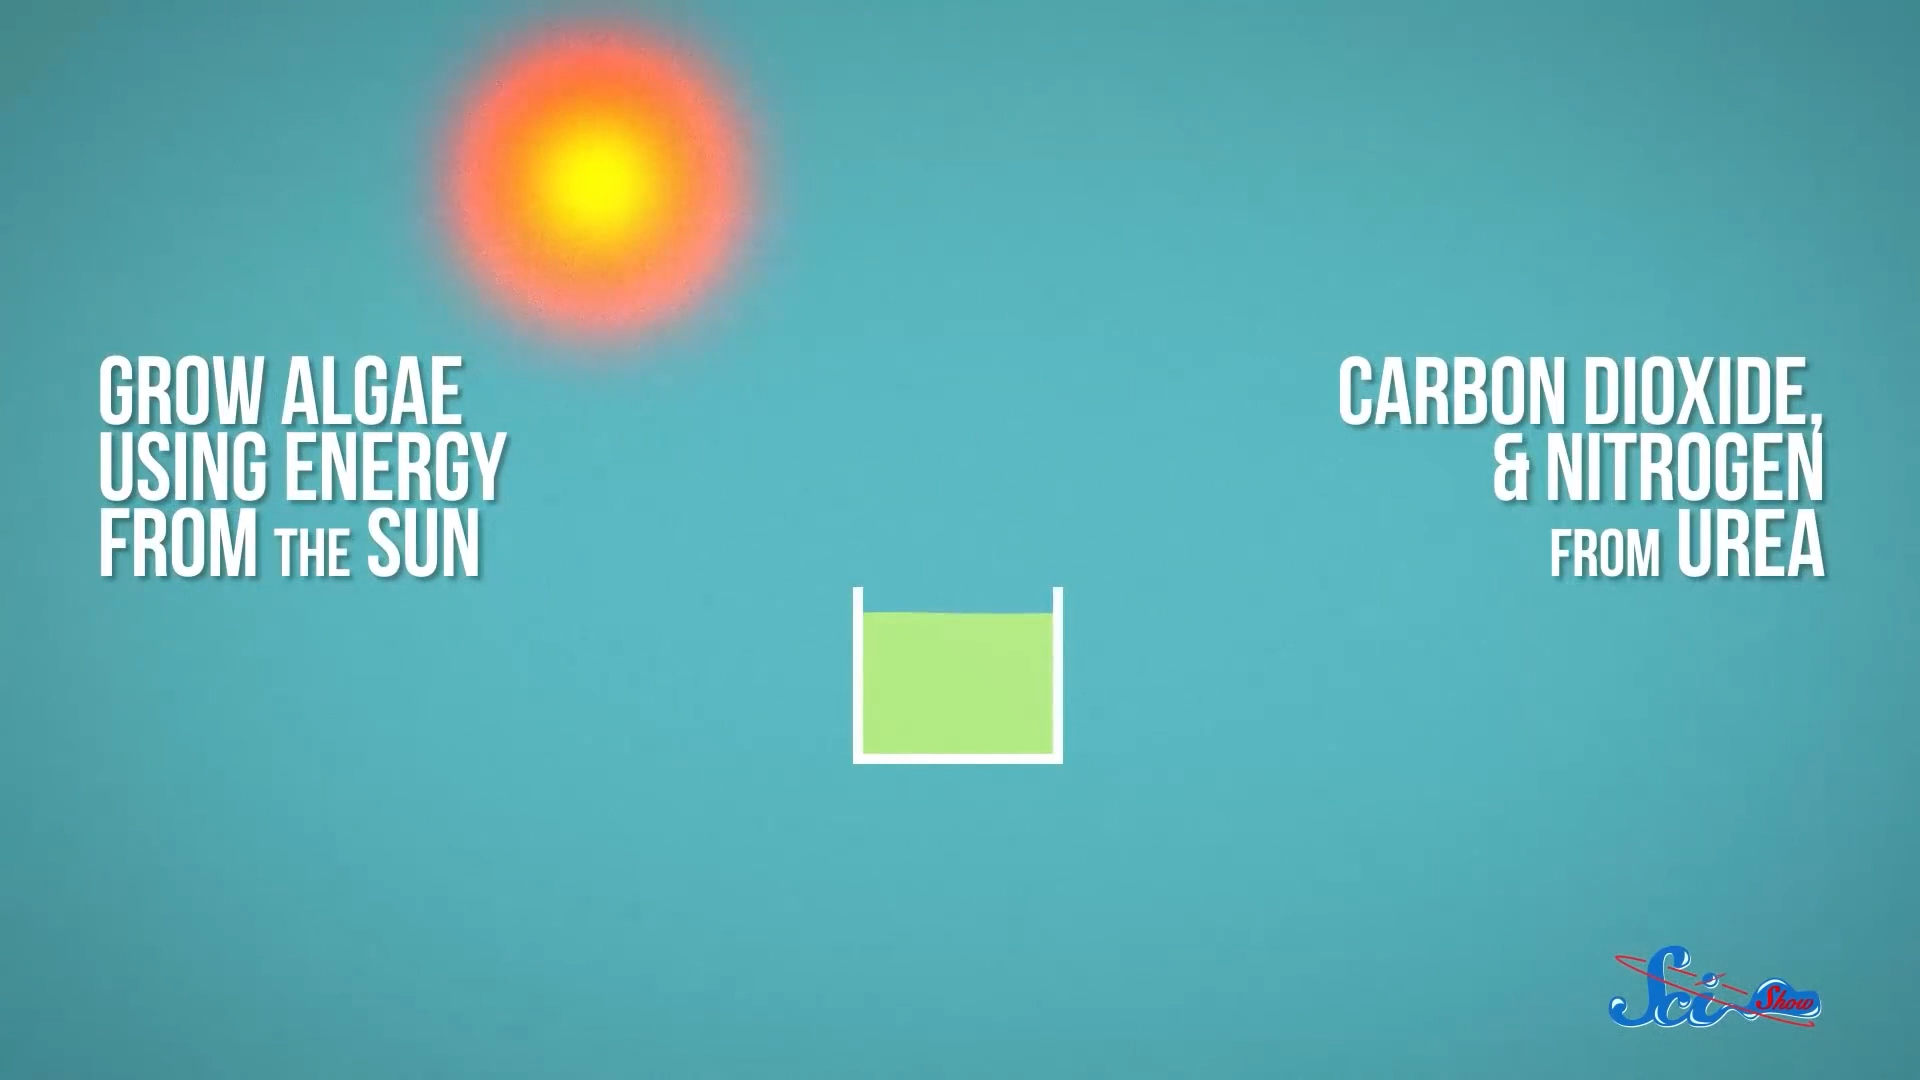 GROW ALGAE
USING ENERGY
FROM THE SUN
CARBON DIOXIDE,
& NITROGEN
FROM UREA
Sci Show